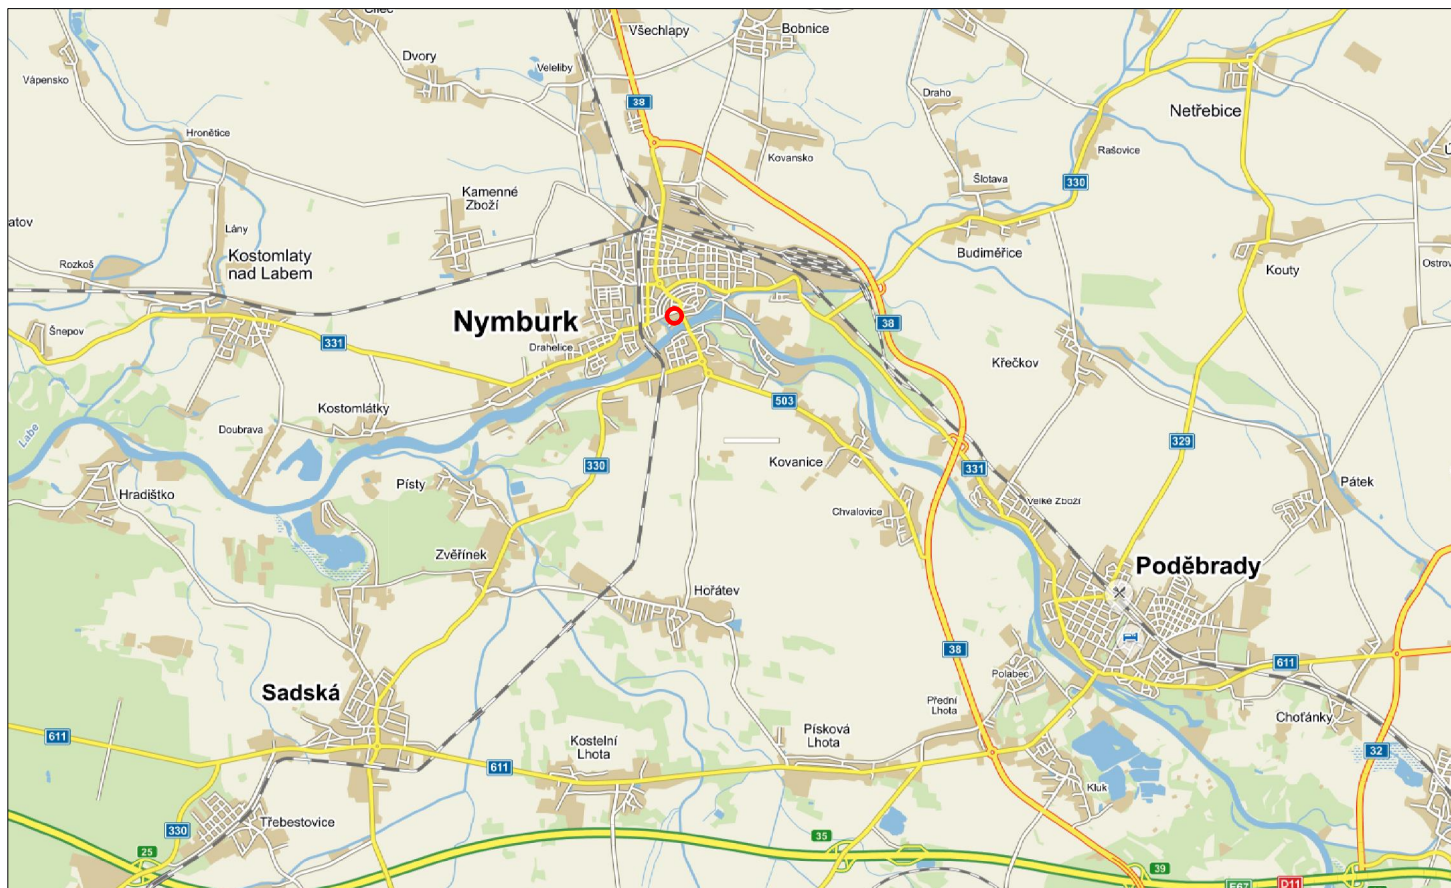 Všechlapy
Bobnice
Dvory
Veleliby
Vápensko
38
Draho
Netřebice
Hronětice
Kovansko
Rašovice
Kamenné
Zboží
Šlotava
330
Lány
Kostomlaty
nad Labem
Rozkoš
Budiměřice
Kouty
Nymburk
38
Šnepov
331
Drahelice
Křečkov
Kostomlátky
503
Labe
Doubrava
329
330
Kovanice
331
Písty
Pátek
Hradištko
Velké Zboží
Chvalovice
Zvěřínek
Poděbrady
Hořátev
38
611
Polabec
Sadská
Přední
Lhota
Choťánky
Písková
Lhota
611
Kostelní
Lhota
32
611
Kluk
Třebestovice
330
35
25
39
E67
D11